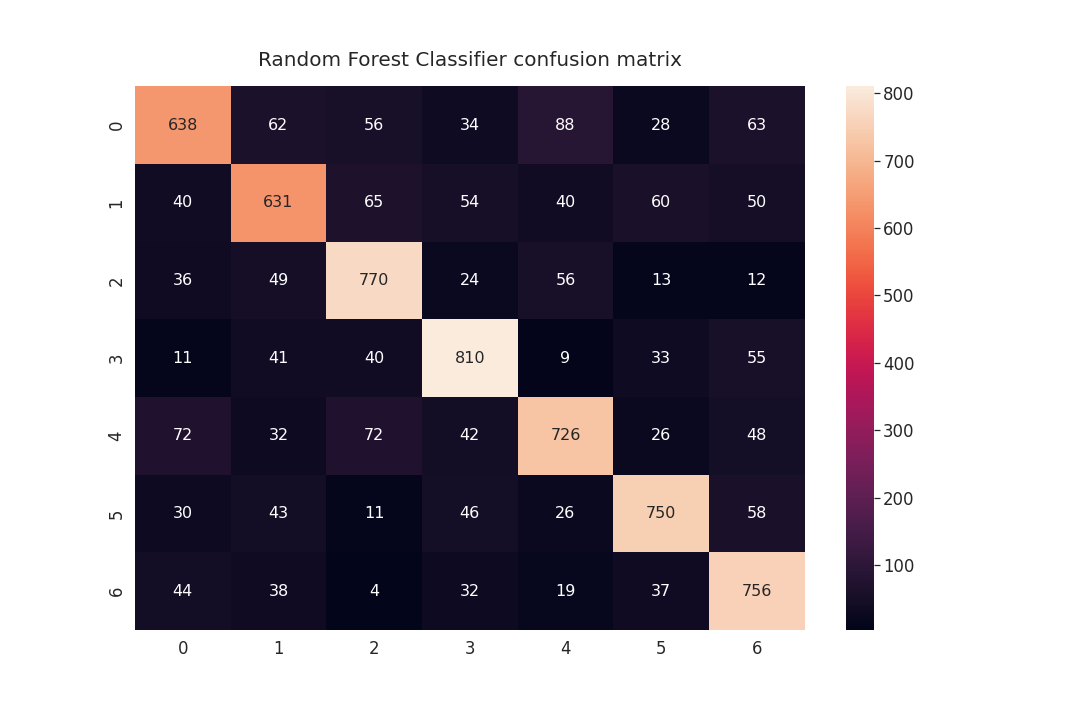 Random Forest Classifier confusion matrix
0 638 62 56 34 88 28 63
1 40 631 65 54 40 60 50
2 36 49 770 24 56 13 12
3 11 41 40 810 9 33 55
4 72 32 72 42 726 26 48
5 30 43 11 46 26 750 58
6 44 38 4 32 19 37 756
0 1 2 3 4 5 6
800
700
600
500
400
300
200
100